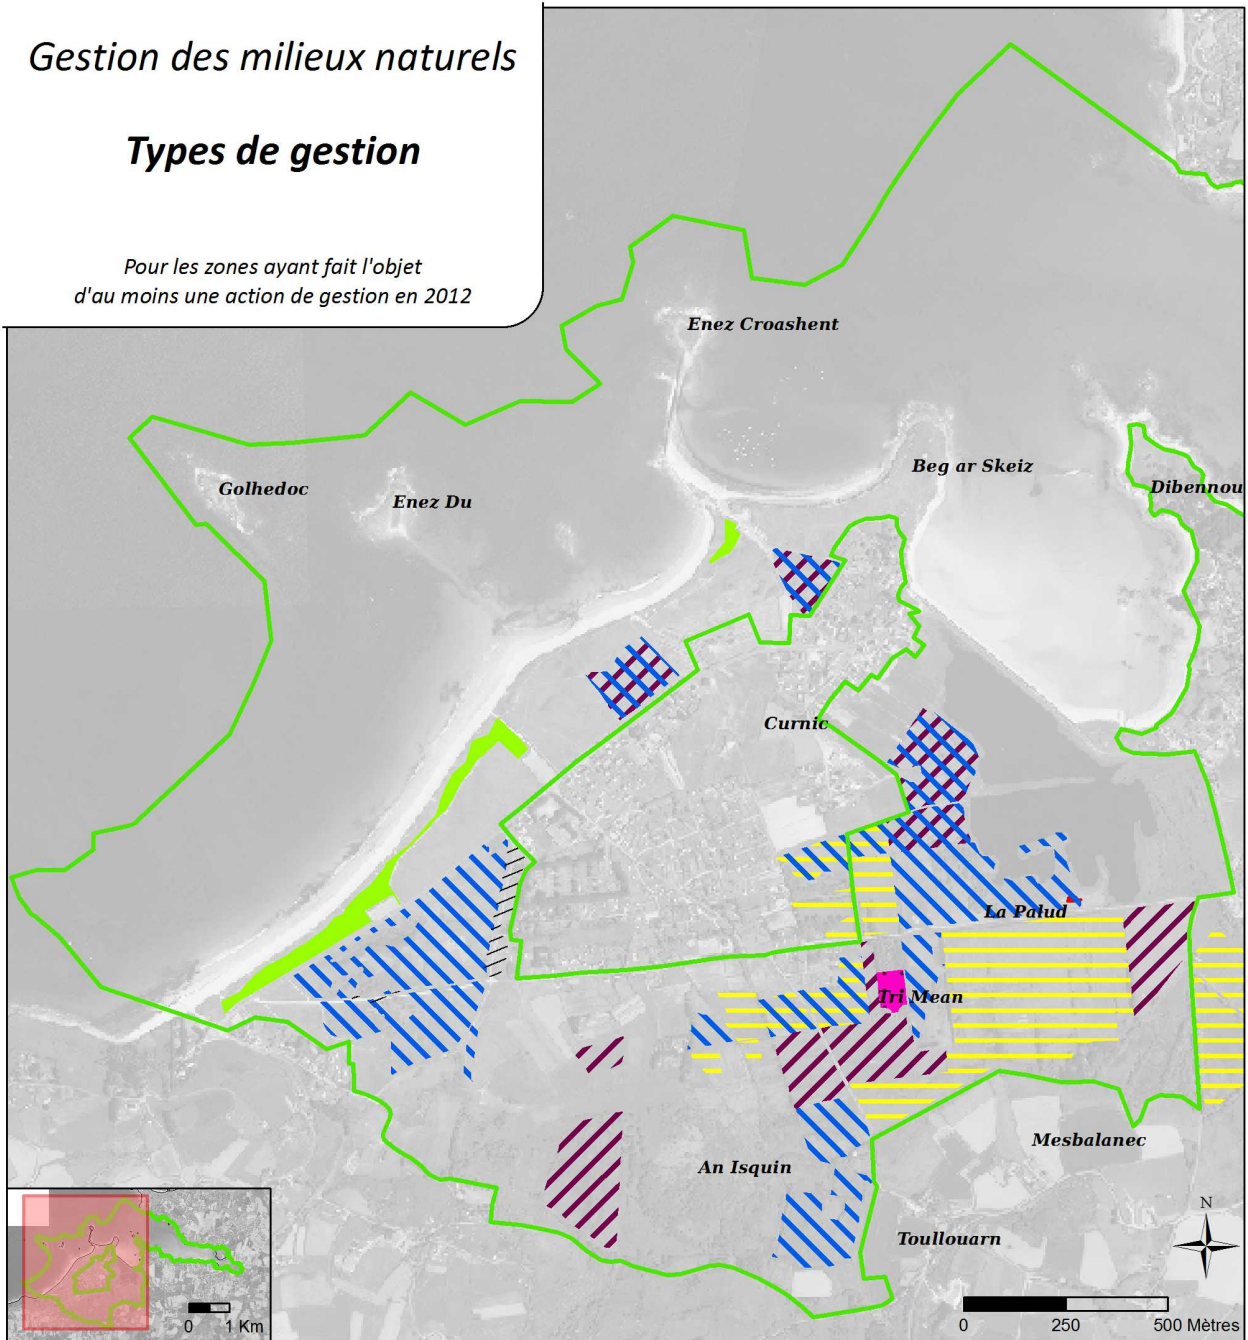 Gestion des milieux naturels
Types de gestion
Pour les zones ayant fait l'objet
d'au moins une action de gestion en 2012
Enez Croashent
Beg ar Skeiz
Golhedoc
Enez Du
Dibennou
Curnic
La Palud
Tri Mean
Mesbalanec
An Isquin
Toullouarn
N
0 1 Km
0 250 500 Mètres